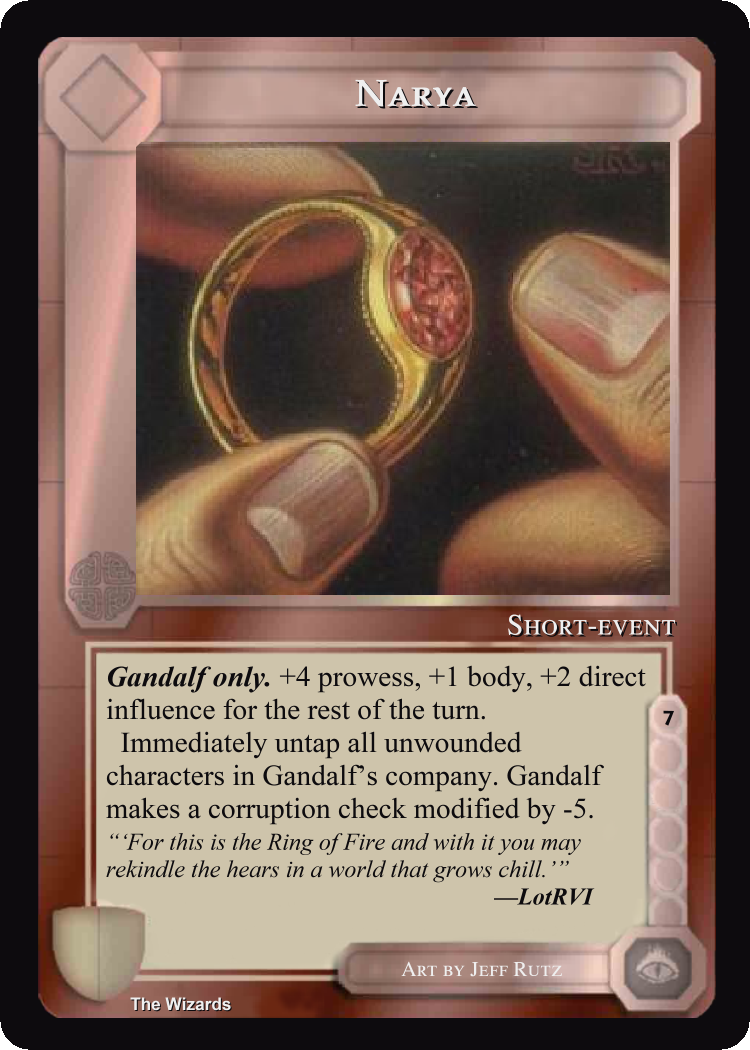 NARYA
SHORT-EVENT
Gandalf only. +4 prowess, +1 body, +2 direct
influence for the rest of the turn.
Immediately untap all unwounded
characters in Gandalf's company. Gandalf
makes a corruption check modified by -5.
"‘For this is the Ring of Fire and with it you may
rekindle the hears in a world that grows chill.’"
—LotRVI
7
ART BY JEFF RUTZ
The Wizards